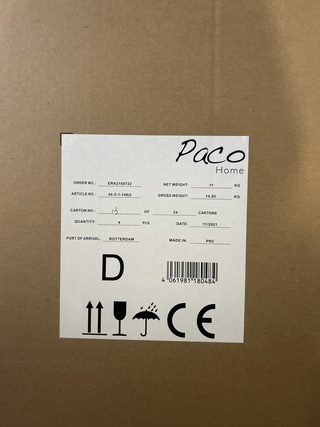 Paco
Home
ORDER NO.: ERA2100722 NET WEIGHT: 11 KG
ARTICLE NO.: 46-5-1-14912 GROSS WEIGHT: 14,65 KG
CARTON NO.: 13 OF 24 CARTONS
QUANTITY: 4 PCS. DATE: 11/2021
PORT OF ARRIVAL: ROTTERDAM MADE IN: PRC
D
4 061981 180484
CE